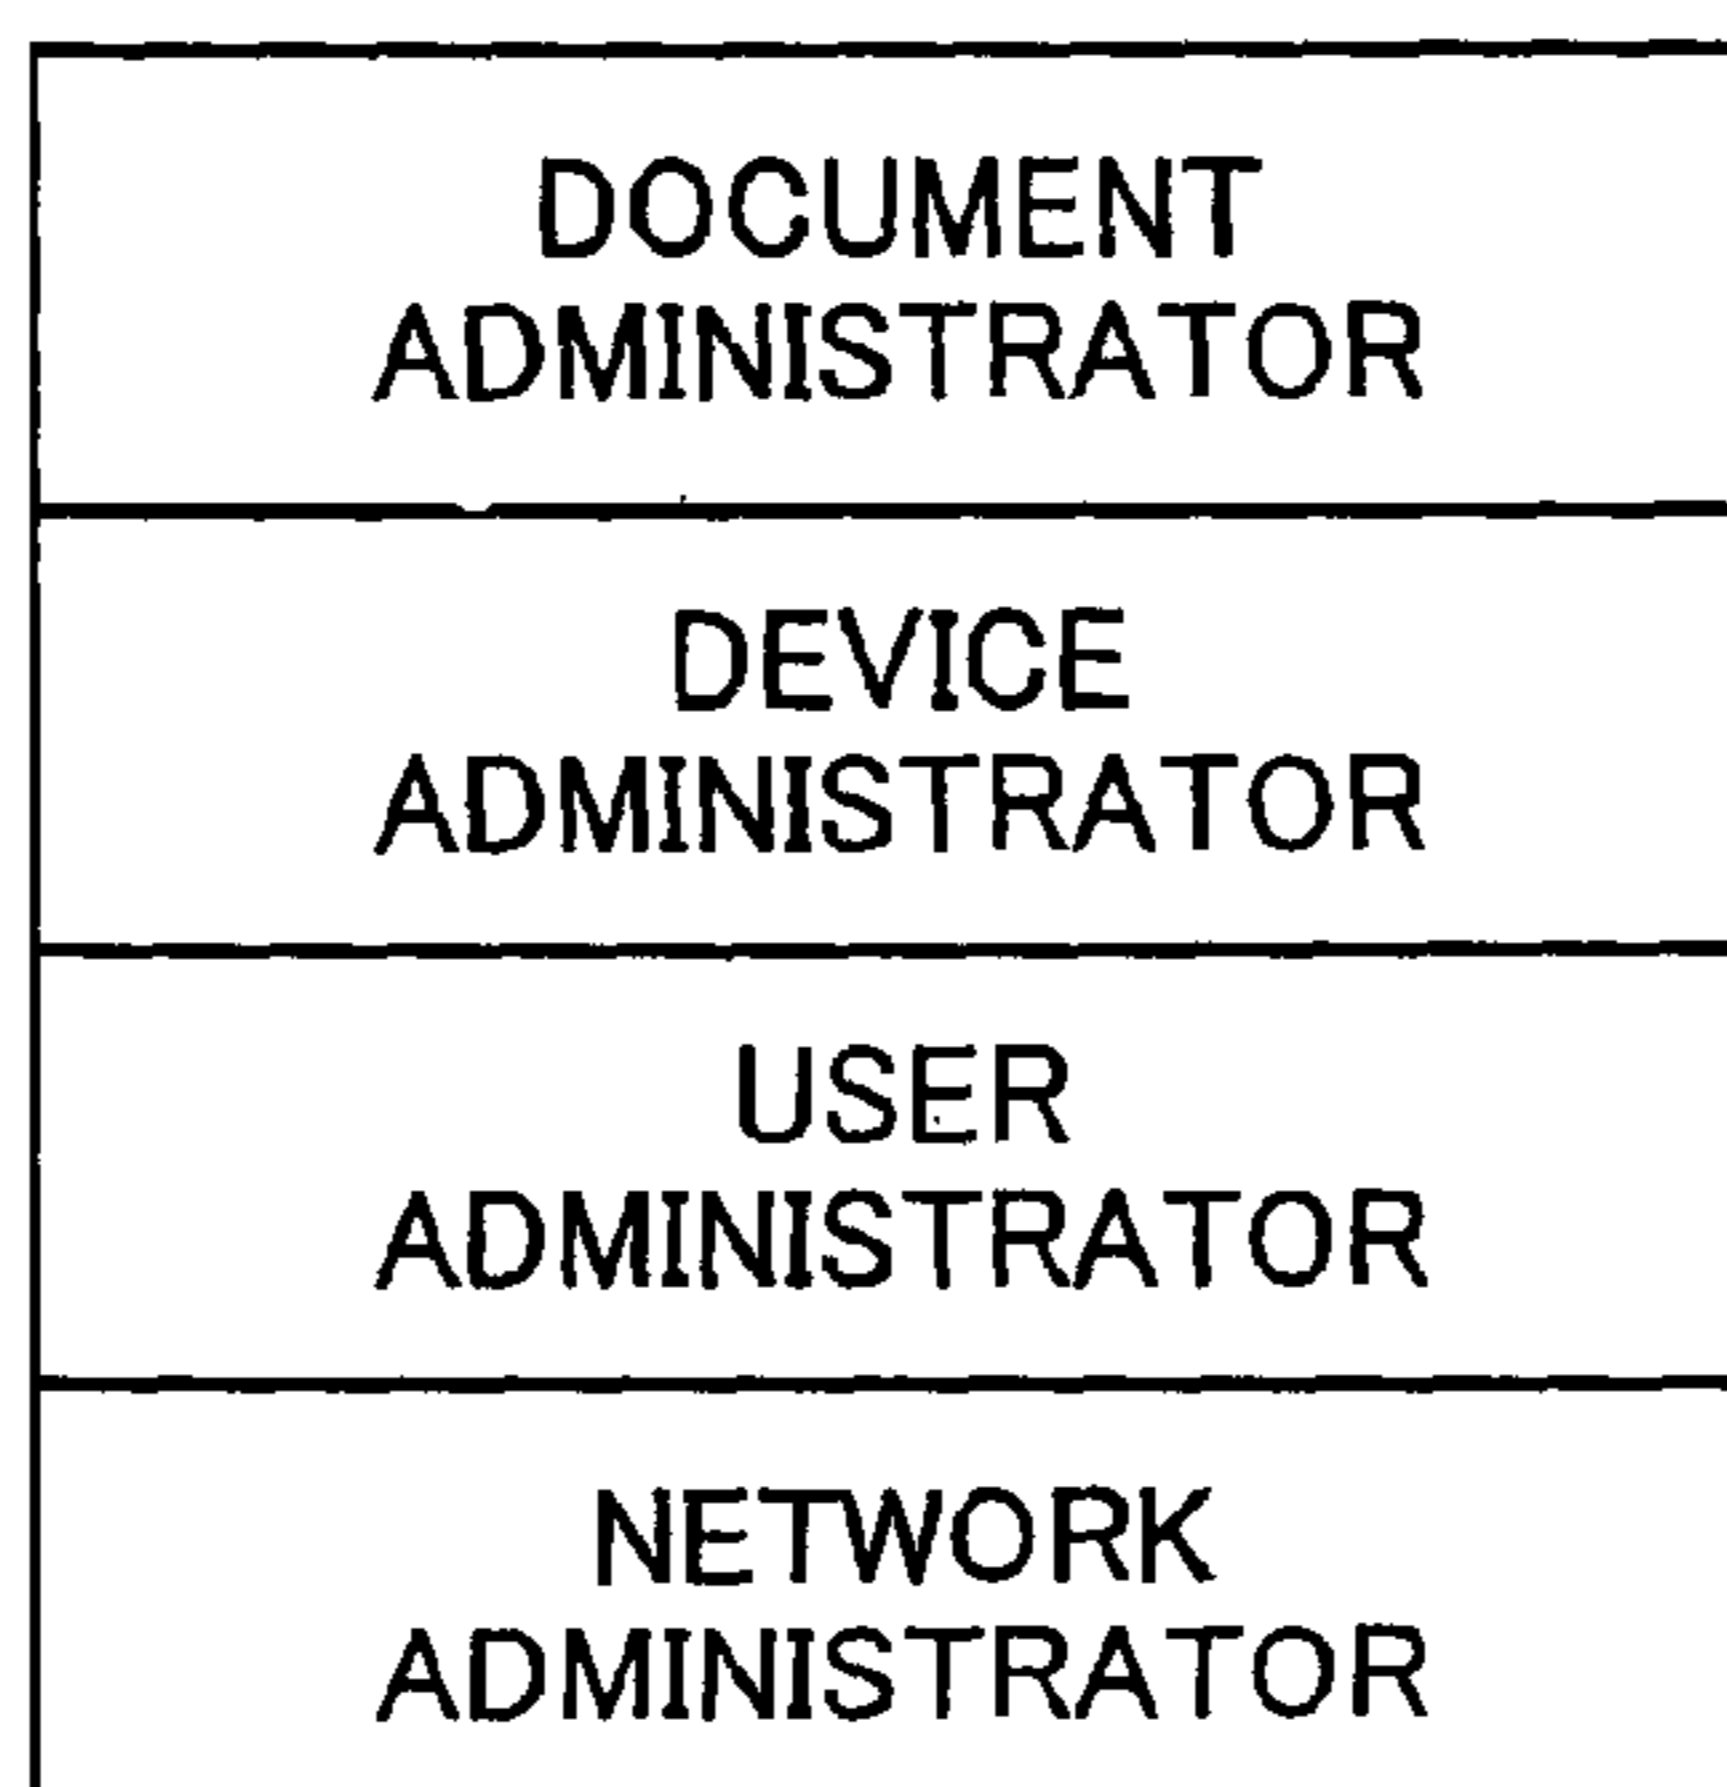 DOCUMENT
ADMINISTRATOR
DEVICE
ADMINISTRATOR
USER
ADMINISTRATOR
NETWORK
ADMINISTRATOR